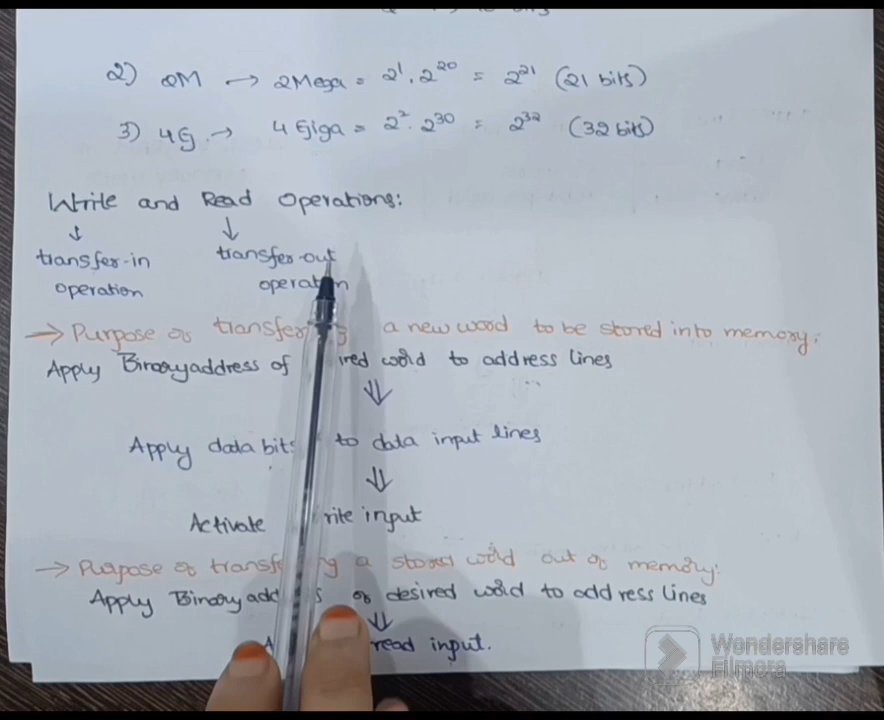 2) 2M → 2Mega = 2¹. 2²⁰ = 2²¹ (21 bits)
3) 4G → 4 Giga = 2². 2³⁰ = 2³² (32 bits)
Write and Read Operations:
↓ ↓
transfer-in transfer-out
operation operation
→ Purpose of a new word to be stored into memory:
Apply Binary address of word to address lines
⇓
Apply data bits to data input lines
⇓
Activate input
→ Purpose of a stored word out of memory:
Apply Binary of desired word to address lines
⇓
read input.
Wondershare
Filmora